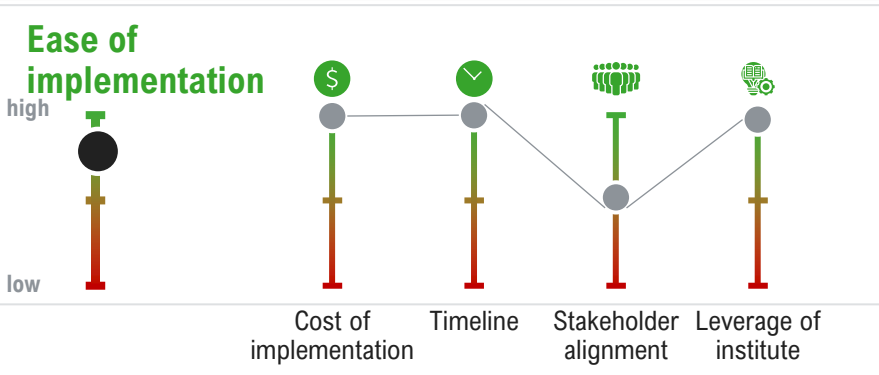 Ease of
implementation
high
$
low
Cost of
implementation
Timeline
Stakeholder
alignment
Leverage of
institute